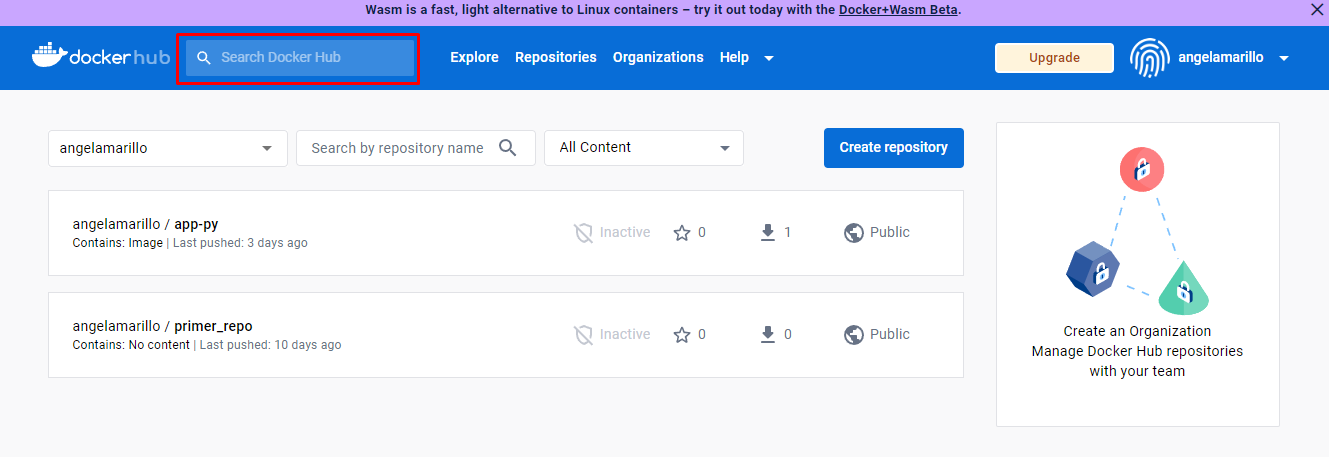 Wasm is a fast, light alternative to Linux containers – try it out today with the Docker+Wasm Beta.
dockerhub
Search Docker Hub
Explore
Repositories
Organizations
Help
Upgrade
angelamarillo
angelamarillo
Search by repository name
All Content
Create repository
angelamarillo / app-py
Contains: Image | Last pushed: 3 days ago
Inactive
0
1
Public
angelamarillo / primer_repo
Contains: No content | Last pushed: 10 days ago
Inactive
0
0
Public
Create an Organization
Manage Docker Hub repositories
with your team